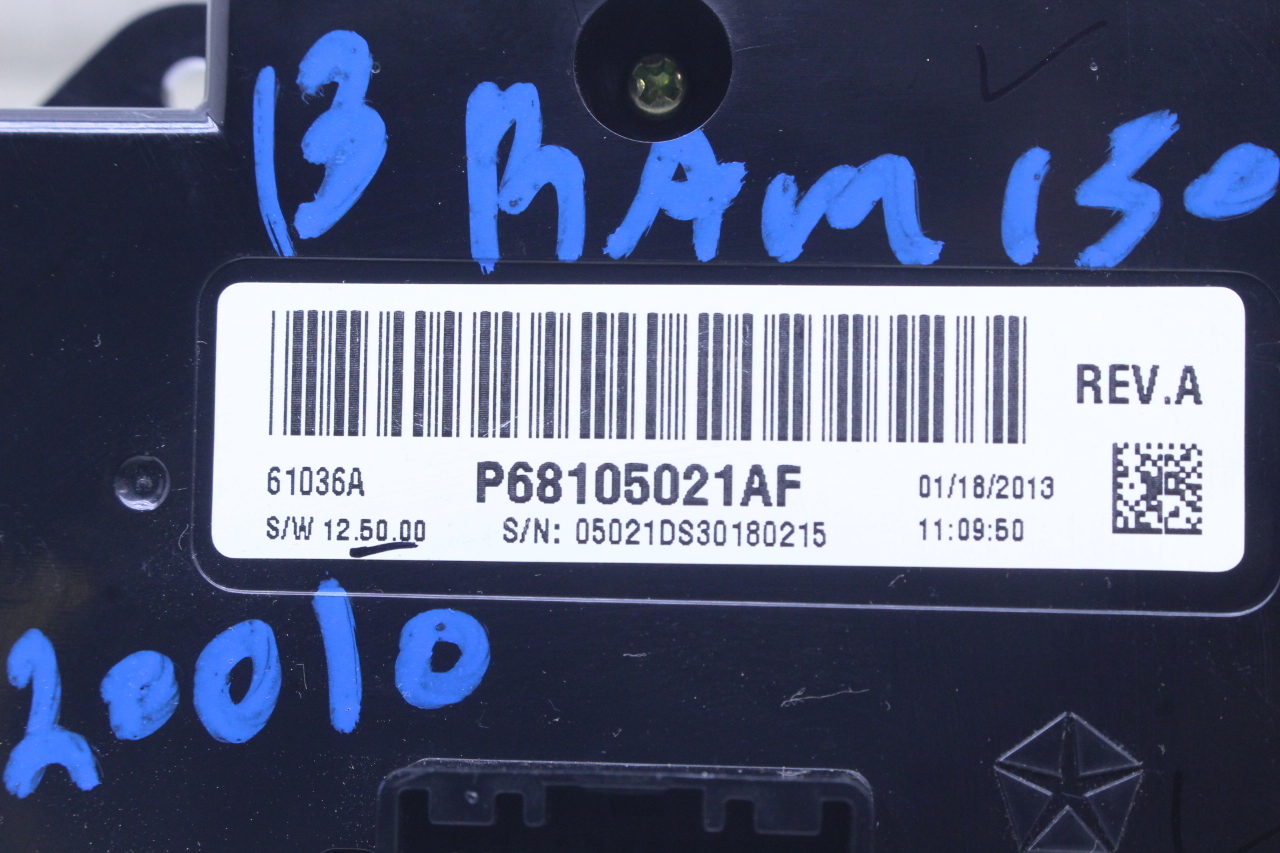 13 RAM 150
REV.A
61036A P68105021AF 01/18/2013
S/W 12.50.00 S/N: 05021DS30180215 11:09:50
20010